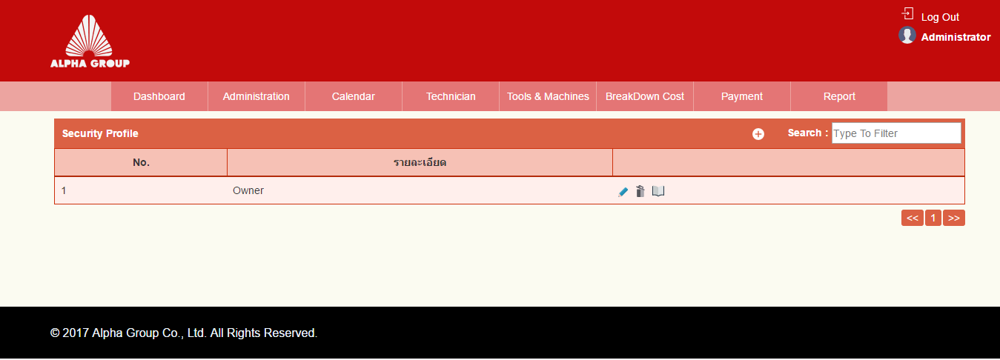 Log Out
Administrator
ALPHA GROUP
Dashboard Administration Calendar Technician Tools & Machines BreakDown Cost Payment Report
Security Profile Search : Type To Filter
No. รายละเอียด
1 Owner
<< 1 >>
© 2017 Alpha Group Co., Ltd. All Rights Reserved.